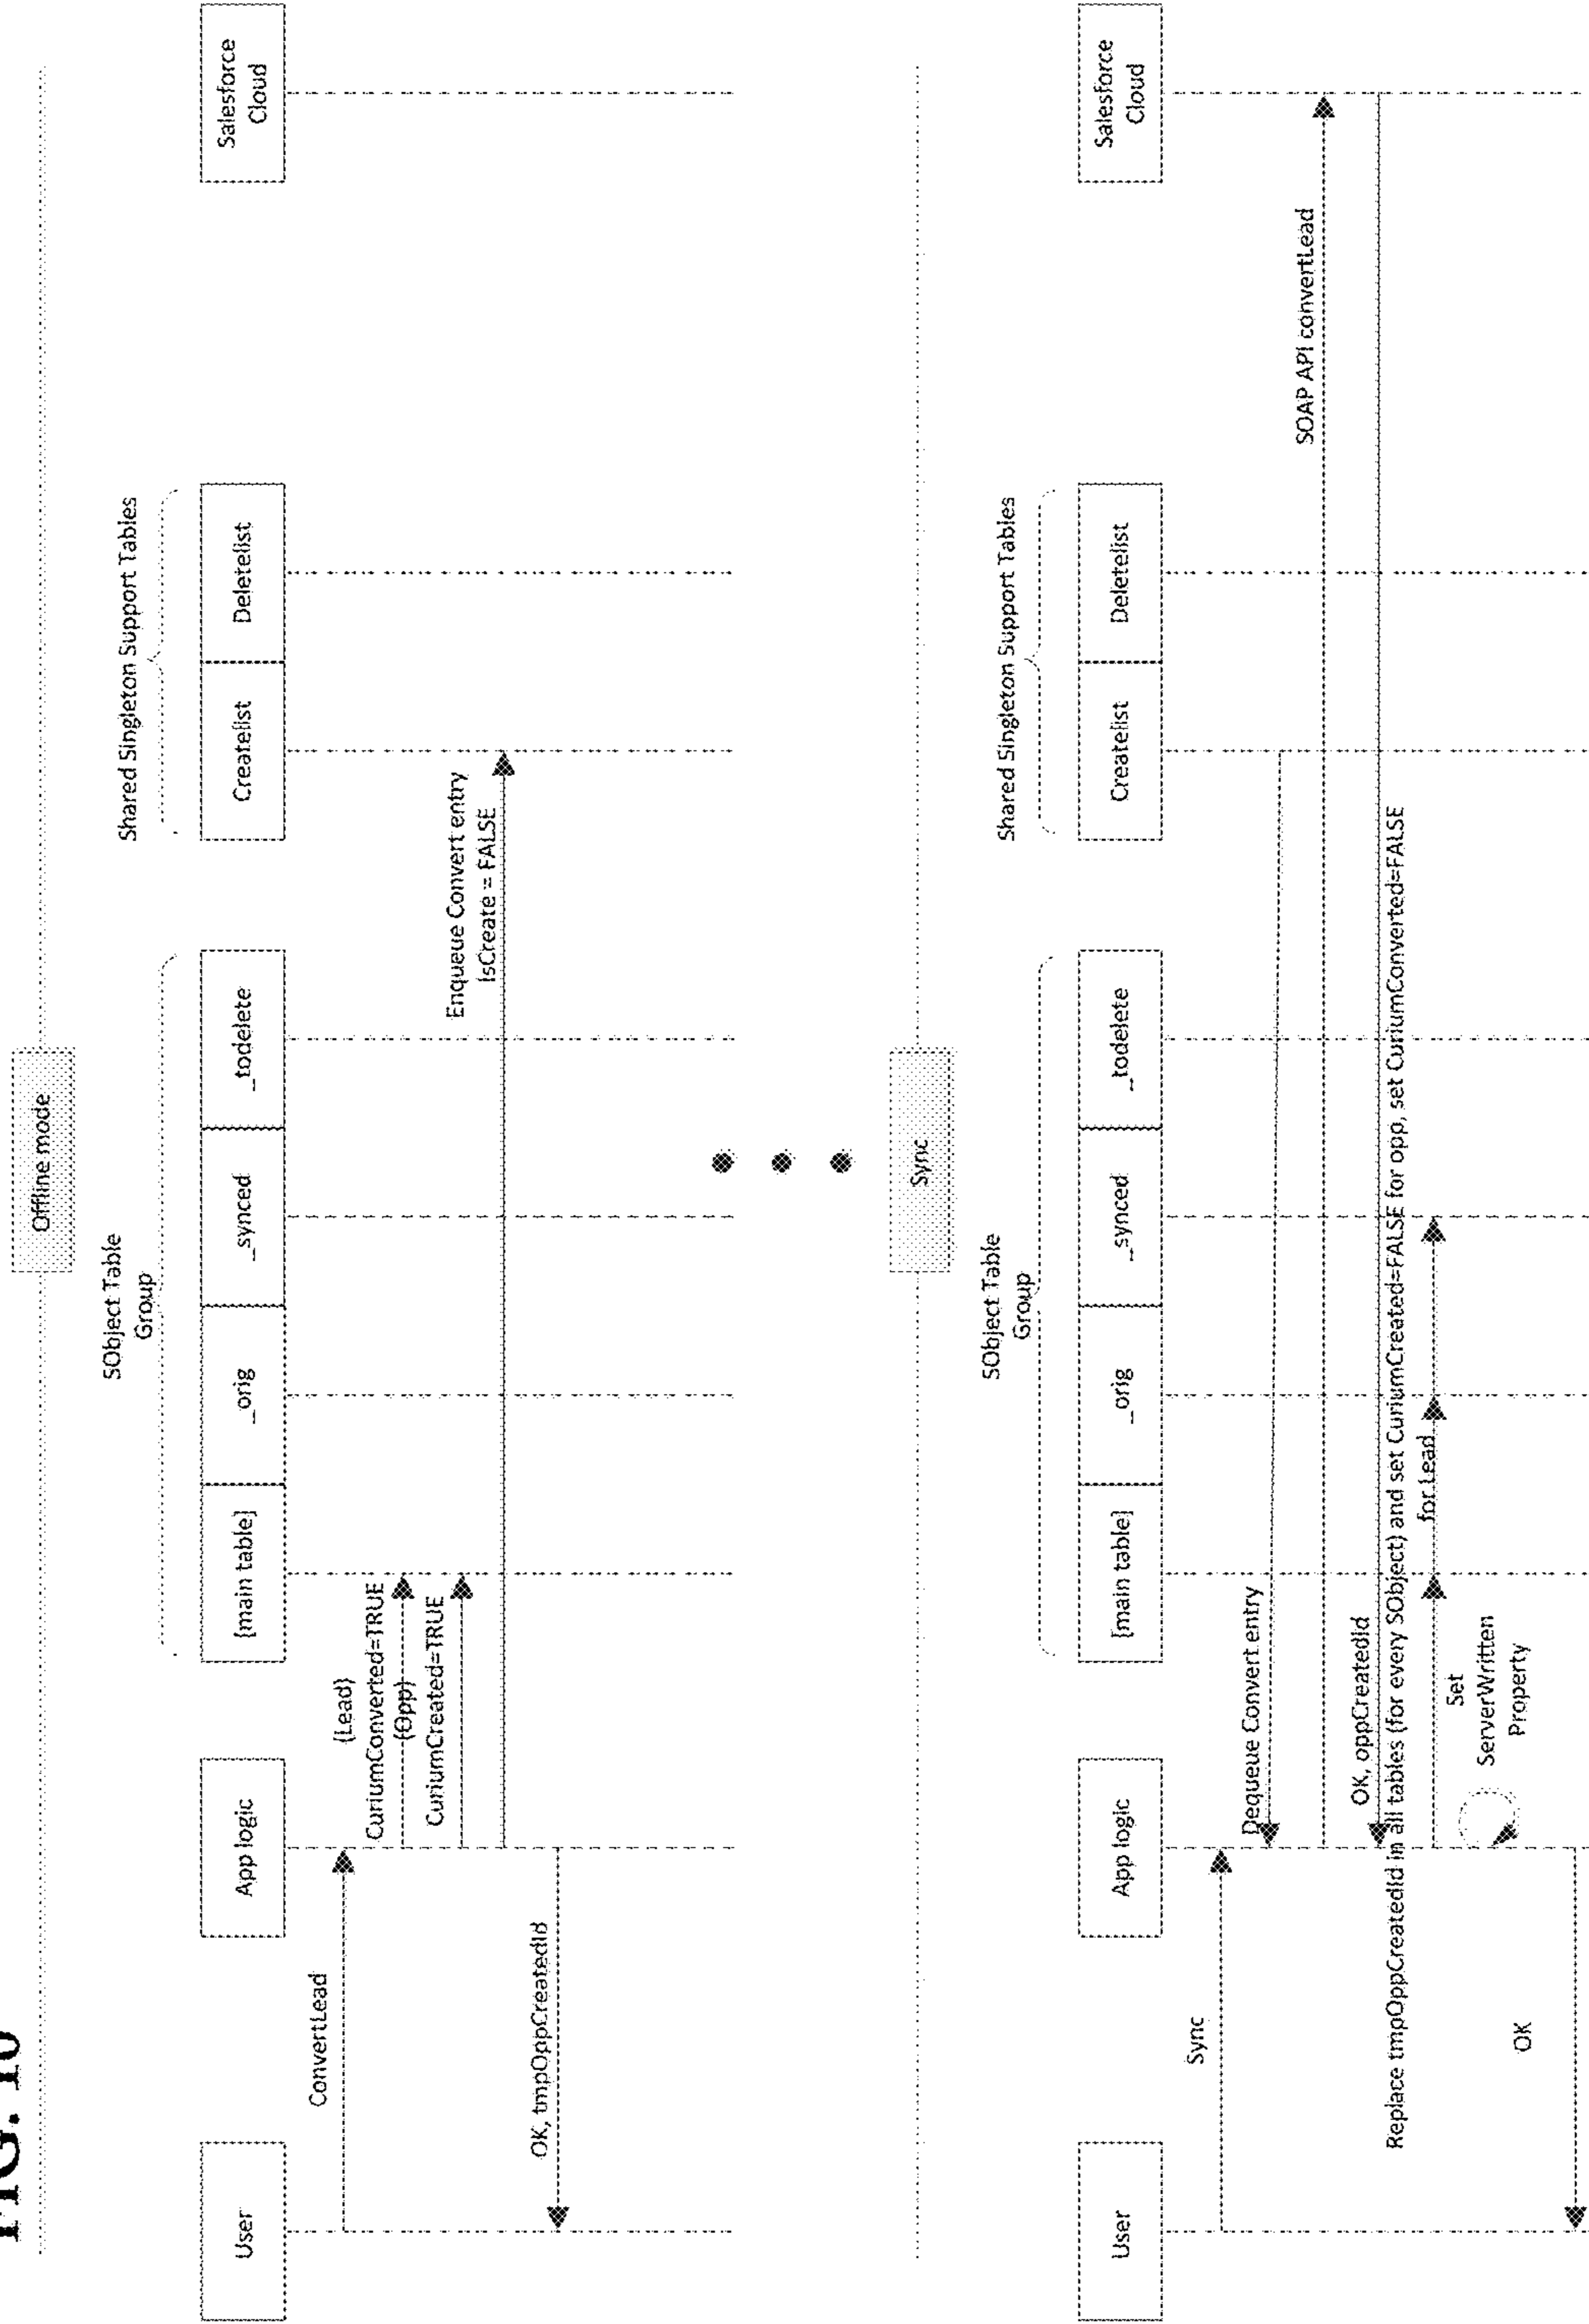 FIG. 10
Offline mode
SObject Table
Group
Shared Singleton Support Tables
User
App logic
[main table]
_orig
_synced
_todelete
Createlist
Deletelist
Salesforce
Cloud
ConvertLead
(Lead)
CuriumConverted=TRUE
(Opp)
CuriumCreated=TRUE
Enqueue Convert entry
IsCreate = FALSE
OK, tmpOppCreatedId
Sync
SObject Table
Group
Shared Singleton Support Tables
User
App logic
[main table]
_orig
_synced
_todelete
Createlist
Deletelist
Salesforce
Cloud
Sync
Dequeue Convert entry
SOAP API convertLead
OK, oppCreatedId
Replace tmpOppCreatedId in all tables (for every SObject) and set CuriumCreated=FALSE for opp, set CuriumConverted=FALSE
for Lead
Set
ServerWritten
Property
OK